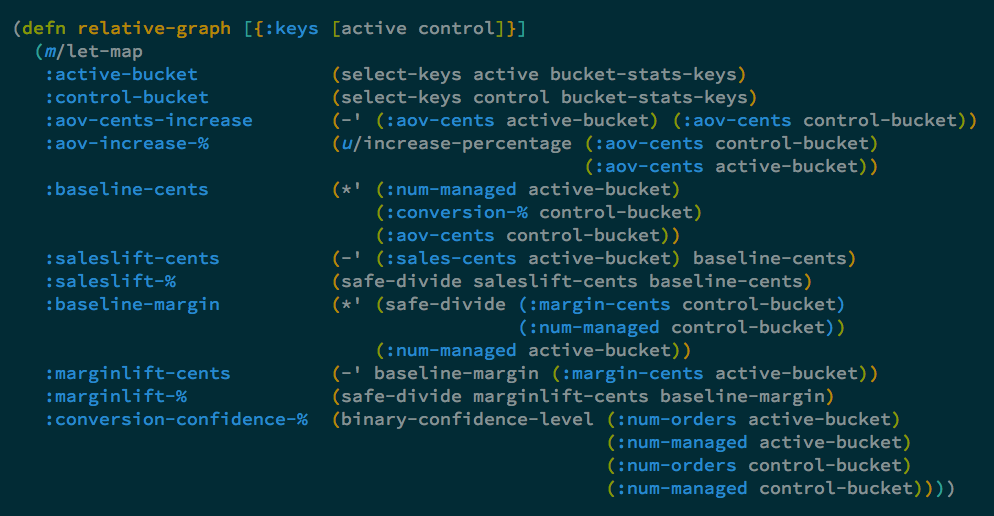 (defn relative-graph [{:keys [active control]}]
  (m/let-map
   :active-bucket            (select-keys active bucket-stats-keys)
   :control-bucket           (select-keys control bucket-stats-keys)
   :aov-cents-increase       (-' (:aov-cents active-bucket) (:aov-cents control-bucket))
   :aov-increase-%           (u/increase-percentage (:aov-cents control-bucket)
                                                    (:aov-cents active-bucket))
   :baseline-cents           (*' (:num-managed active-bucket)
                                 (:conversion-% control-bucket)
                                 (:aov-cents control-bucket))
   :saleslift-cents          (-' (:sales-cents active-bucket) baseline-cents)
   :saleslift-%              (safe-divide saleslift-cents baseline-cents)
   :baseline-margin          (*' (safe-divide (:margin-cents control-bucket)
                                              (:num-managed control-bucket))
                                 (:num-managed active-bucket))
   :marginlift-cents         (-' baseline-margin (:margin-cents active-bucket))
   :marginlift-%             (safe-divide marginlift-cents baseline-margin)
   :conversion-confidence-%  (binary-confidence-level (:num-orders active-bucket)
                                                      (:num-managed active-bucket)
                                                      (:num-orders control-bucket)
                                                      (:num-managed control-bucket))))